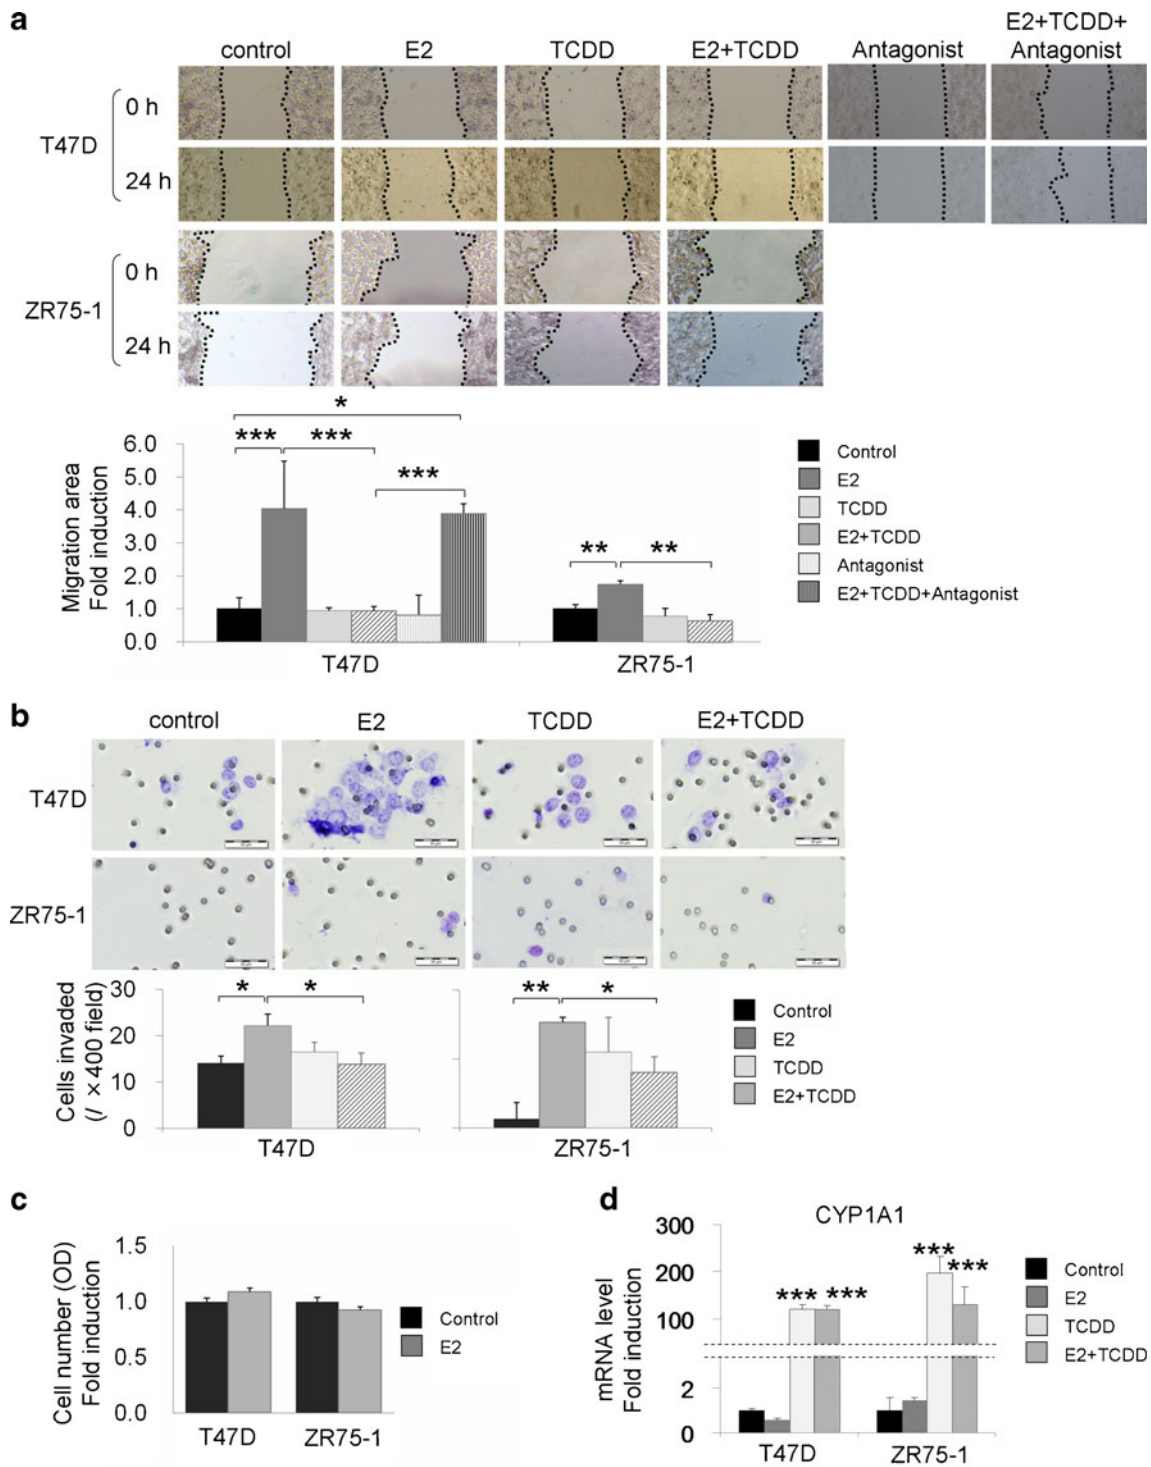 a
control E2 TCDD E2+TCDD Antagonist E2+TCDD+
Antagonist
T47D
0 h
24 h
ZR75-1
0 h
24 h
*
*** ***
***
** **
Migration area
Fold induction
6.0
5.0
4.0
3.0
2.0
1.0
0.0
T47D ZR75-1
Control
E2
TCDD
E2+TCDD
Antagonist
E2+TCDD+Antagonist
b
control E2 TCDD E2+TCDD
T47D
ZR75-1
Cells invaded
(/ ×400 field)
30
20
10
0
* *
** *
T47D ZR75-1
Control
E2
TCDD
E2+TCDD
c
Cell number (OD)
Fold induction
1.5
1.0
0.5
0.0
T47D ZR75-1
Control
E2
d
CYP1A1
mRNA level
Fold induction
300
200
100
2
0
*** ***
*** ***
T47D ZR75-1
Control
E2
TCDD
E2+TCDD